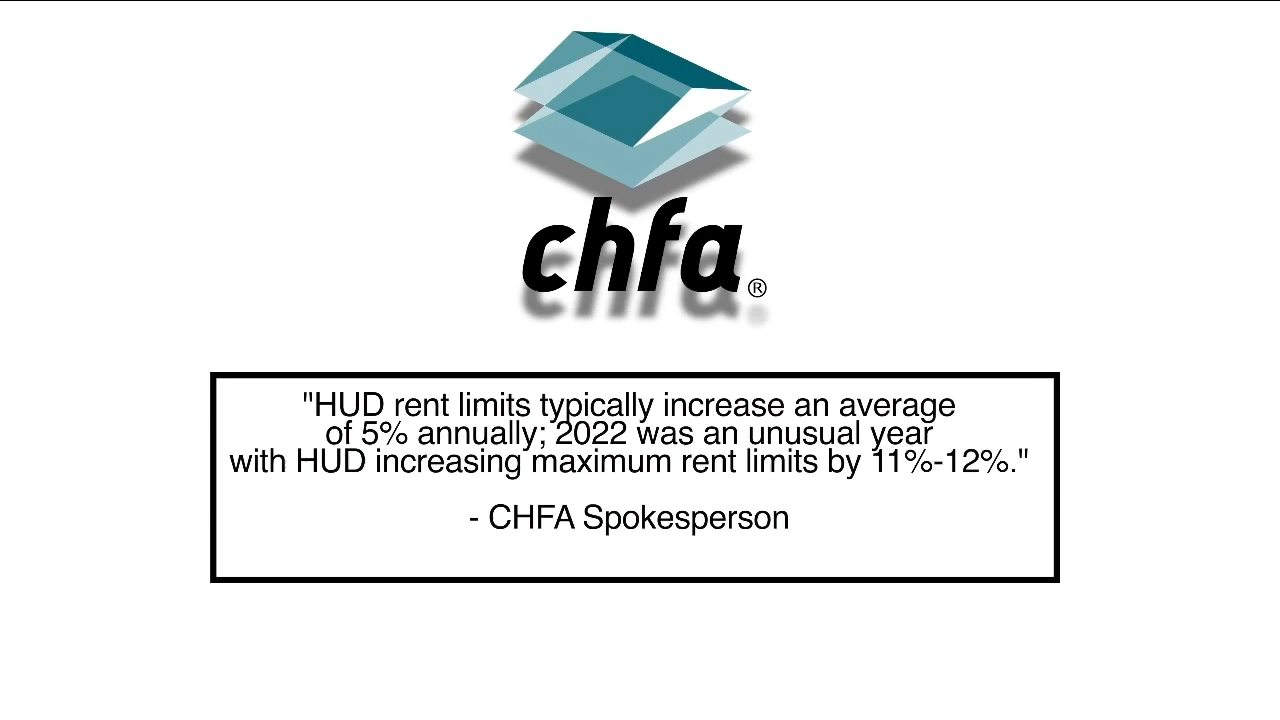 chfa®
"HUD rent limits typically increase an average
of 5% annually; 2022 was an unusual year
with HUD increasing maximum rent limits by 11%-12%."
- CHFA Spokesperson